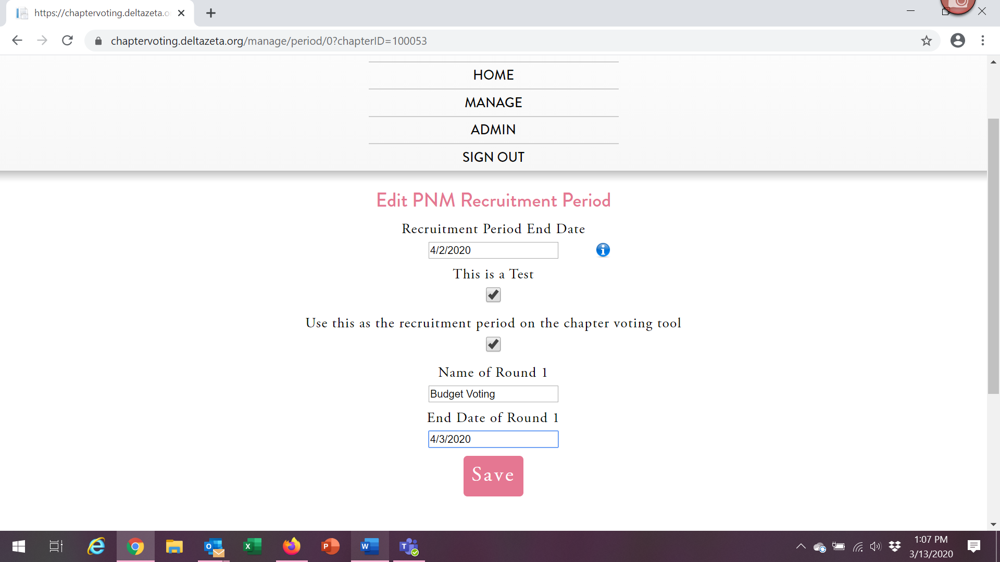 https://chaptervoting.deltazeta.o
chaptervoting.deltazeta.org/manage/period/0?chapterID=100053
HOME
MANAGE
ADMIN
SIGN OUT
Edit PNM Recruitment Period
Recruitment Period End Date
4/2/2020
This is a Test
Use this as the recruitment period on the chapter voting tool
Name of Round 1
Budget Voting
End Date of Round 1
4/3/2020
Save
1:07 PM
3/13/2020